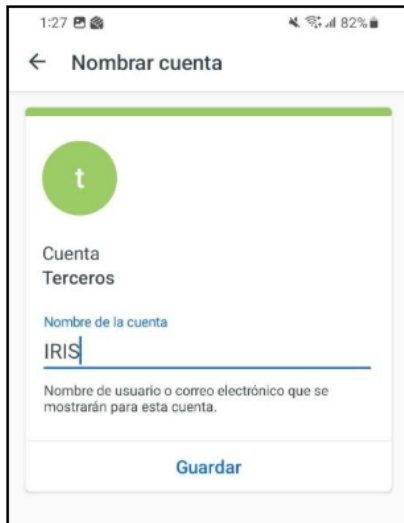 1:27 82%
Nombrar cuenta
t
Cuenta
Terceros
Nombre de la cuenta
IRIS
Nombre de usuario o correo electrónico que se
mostrarán para esta cuenta.
Guardar